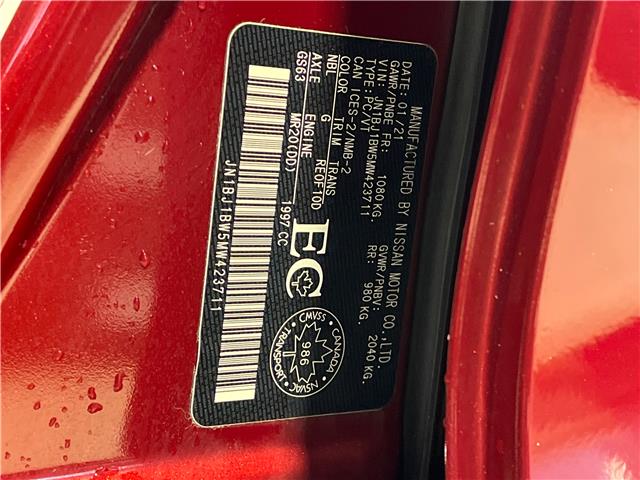 MANUFACTURED BY NISSAN MOTOR CO.,LTD.
DATE: 01/21 GVWR/PNBV: 2040 KG.
GAWR/PNBE FR: 1080 KG. RR: 980 KG.
VIN: JN1BJ1BW5MW423711
TYPE:PC/VT
CAN ICES-2/NMB-2
COLOR TRIM TRANS
NBL G RE0F10D
AXLE ENGINE
GS63 MR20(DD) 1997 CC
JN1BJ1BW5MW423711
EC
CMVSS
986
NSVAC
TRANSPORT CANADA